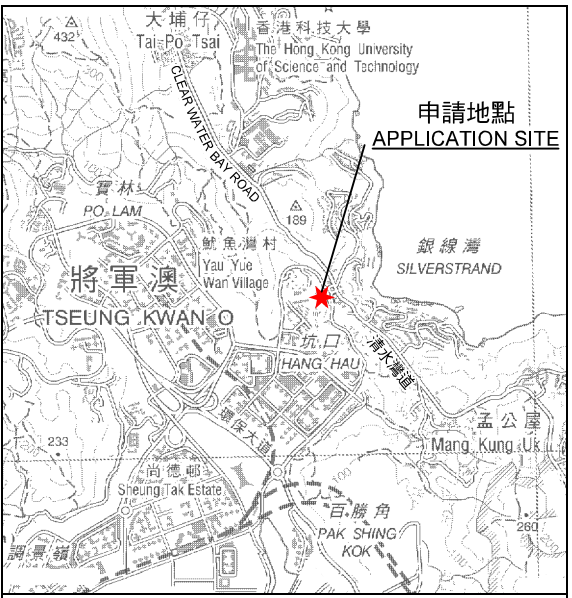 大埔仔
Tai Po Tsai
432
香港科技大學
The Hong Kong University
of Science and Technology
申請地點
APPLICATION SITE
CLEAR WATER BAY ROAD
寶林
PO LAM
189
魷魚灣村
Yau Yue
Wan Village
銀線灣
SILVERSTRAND
將軍澳
TSEUNG KWAN O
坑口
HANG HAU
清水灣道
環保大道
孟公屋
Mang Kung Uk
233
尚德邨
Sheung Tak Estate
百勝角
PAK SHING
KOK
260
調景嶺